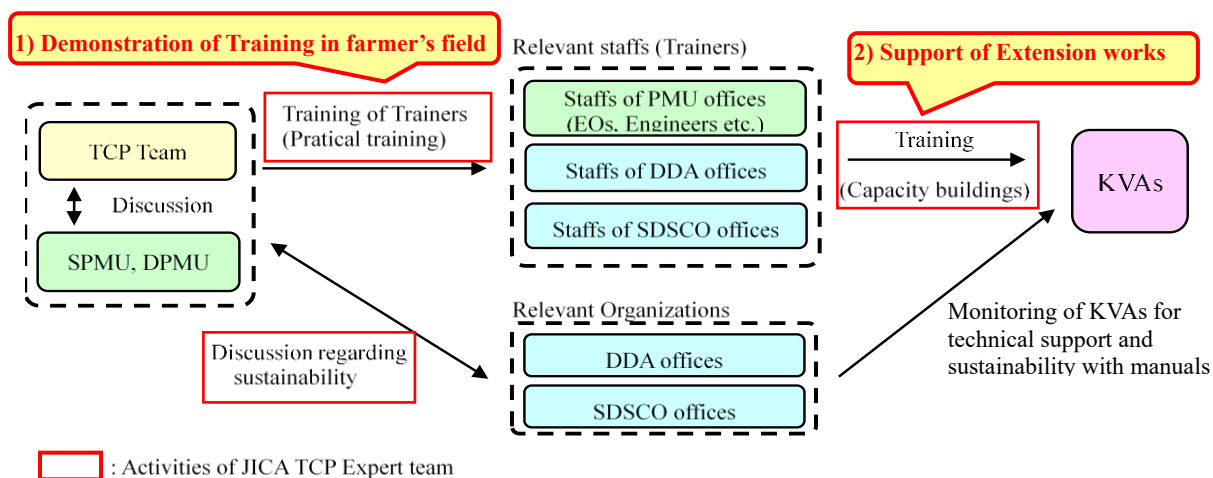 1) Demonstration of Training in farmer's field
Relevant staffs (Trainers)
2) Support of Extension works
Training of Trainers
(Pratical training)
Staffs of PMU offices
(EOs, Engineers etc.)
Training
(Capacity buildings)
TCP Team
Discussion
SPMU, DPMU
Staffs of DDA offices
Staffs of SDSCO offices
KVAs
Relevant Organizations
DDA offices
SDSCO offices
Discussion regarding
sustainability
Monitoring of KVAs for
technical support and
sustainability with manuals
: Activities of JICA TCP Expert team